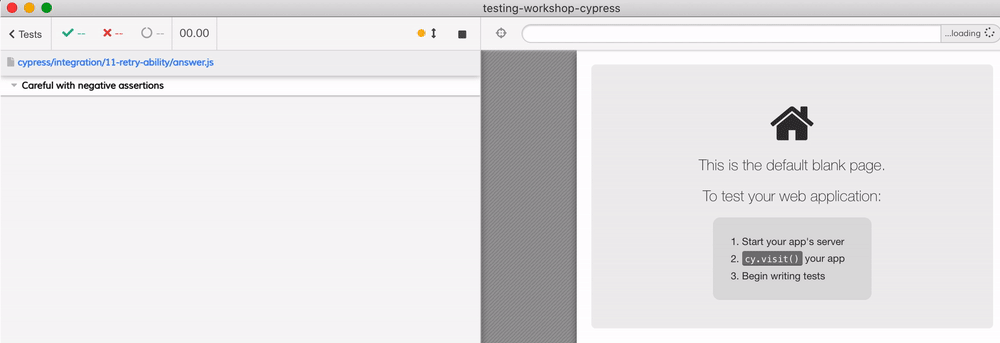 testing-workshop-cypress
Tests
--
--
--
00.00
...loading
cypress/integration/11-retry-ability/answer.js
Careful with negative assertions
This is the default blank page.
To test your web application:
1. Start your app's server
2. cy.visit() your app
3. Begin writing tests